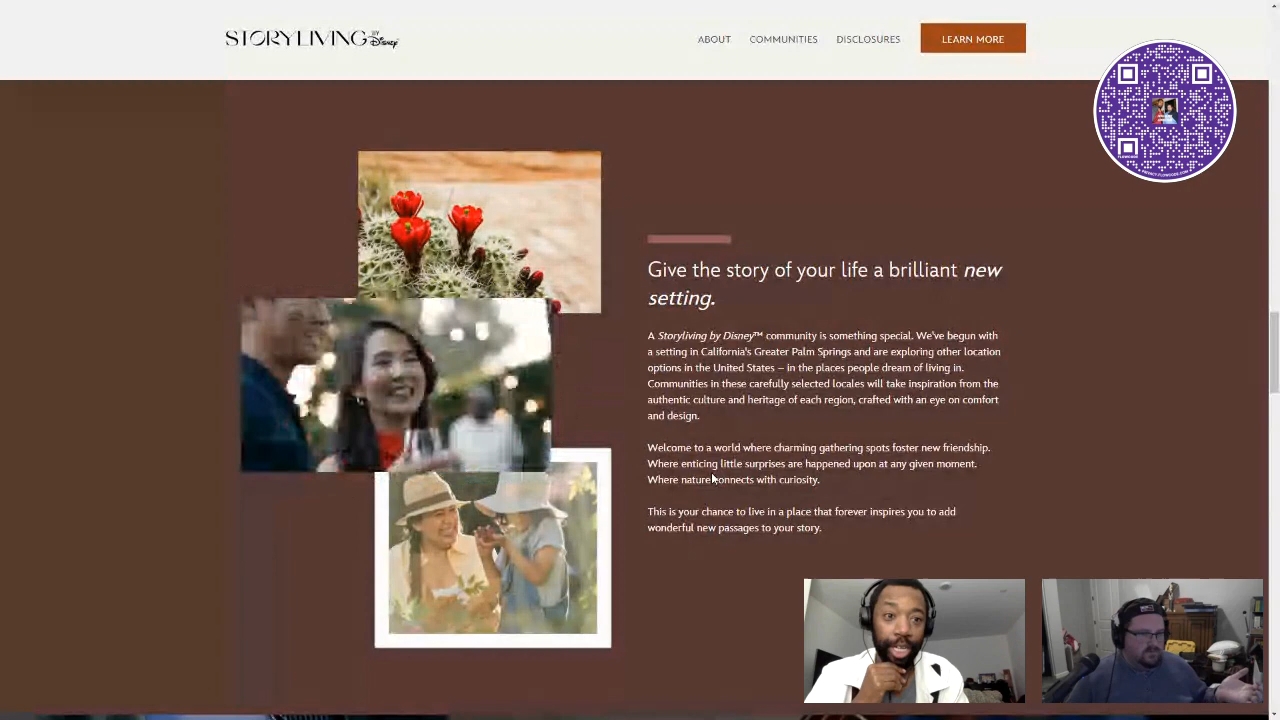 STORYLIVING BY Disney
ABOUT
COMMUNITIES
DISCLOSURES
LEARN MORE
Give the story of your life a brilliant new
setting.
A Storyliving by Disney™ community is something special. We've begun with
a setting in California's Greater Palm Springs and are exploring other location
options in the United States – in the places people dream of living in.
Communities in these carefully selected locales will take inspiration from the
authentic culture and heritage of each region, crafted with an eye on comfort
and design.
Welcome to a world where charming gathering spots foster new friendship.
Where enticing little surprises are happened upon at any given moment.
Where nature connects with curiosity.
This is your chance to live in a place that forever inspires you to add
wonderful new passages to your story.